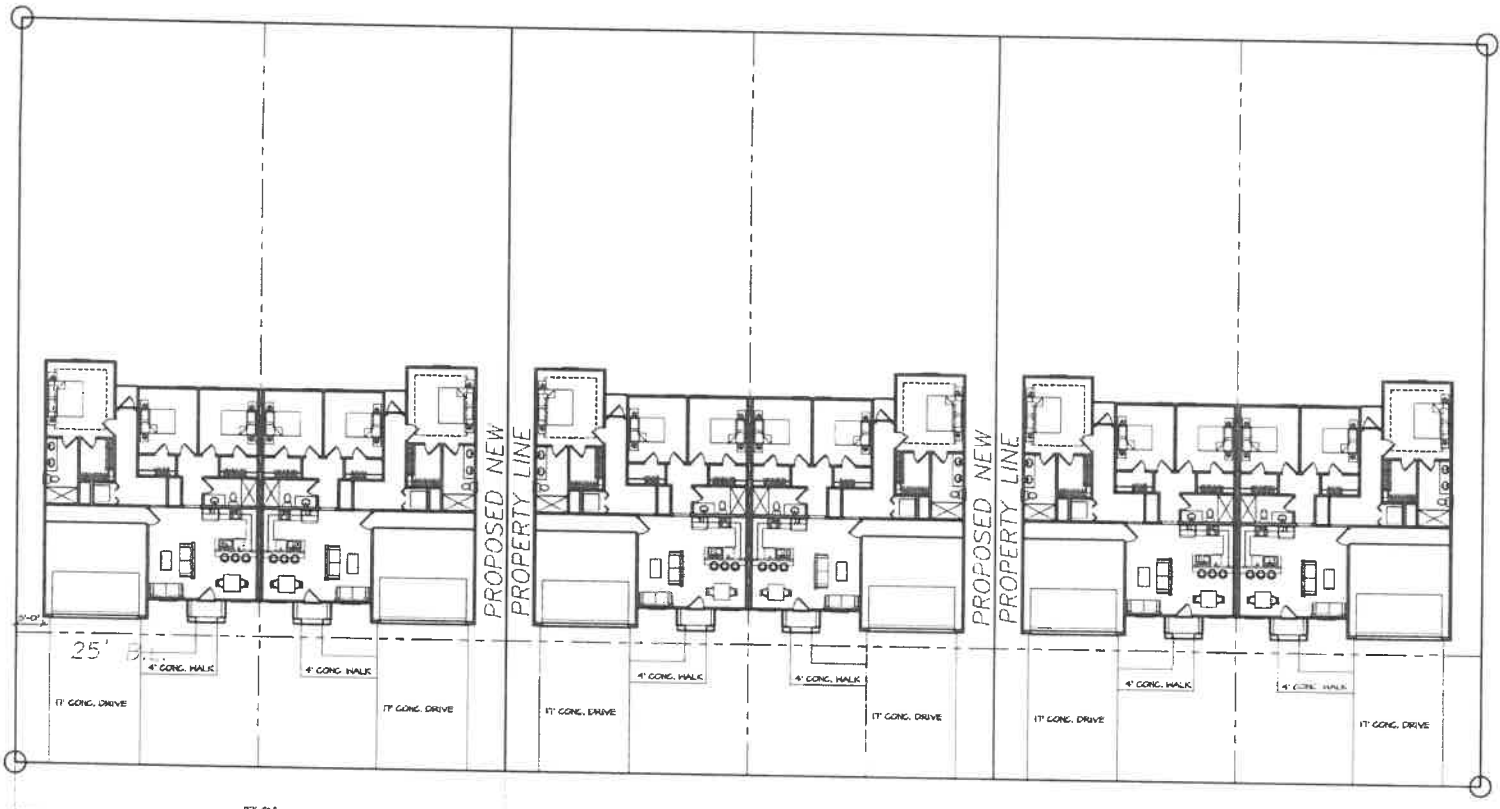 PROPOSED NEW
PROPERTY LINE
PROPOSED NEW
PROPERTY LINE
5'-0"
25'
4' CONC. WALK
4' CONC. WALK
4' CONC. WALK
4' CONC. WALK
4' CONC. WALK
4' CONC. WALK
17' CONC. DRIVE
17' CONC. DRIVE
17' CONC. DRIVE
17' CONC. DRIVE
17' CONC. DRIVE
17' CONC. DRIVE